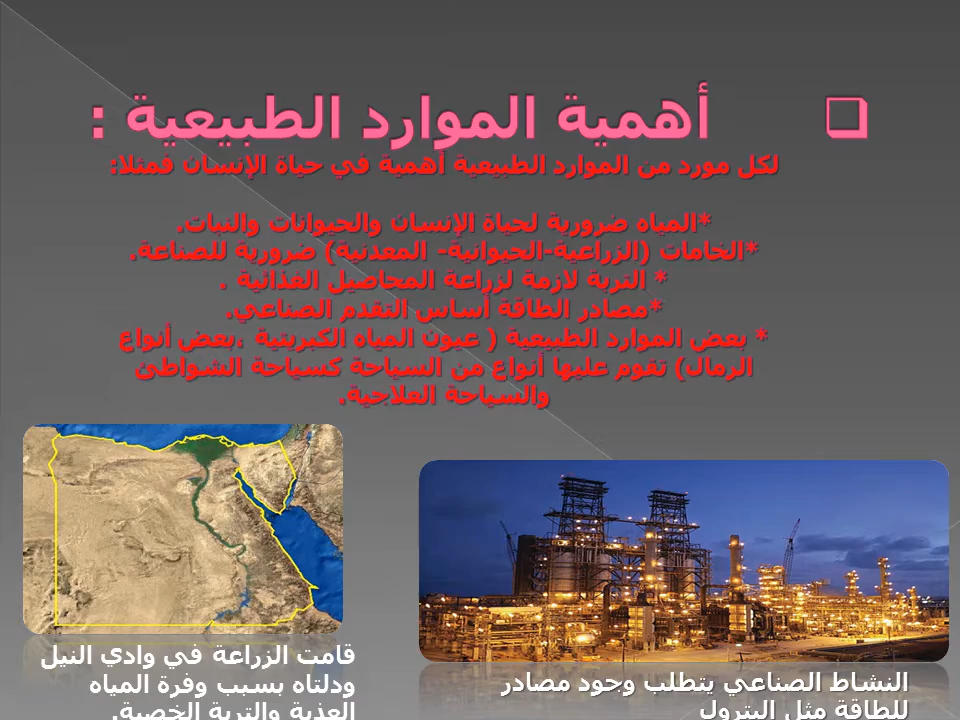 ❑ أهمية الموارد الطبيعية :
لكل مورد من الموارد الطبيعية أهمية في حياة الإنسان فمثلا:
*المياه ضرورية لحياة الإنسان والحيوانات والنبات.
*الخامات (الزراعية-الحيوانية- المعدنية) ضرورية للصناعة.
* التربة لازمة لزراعة المحاصيل الغذائية .
*مصادر الطاقة أساس التقدم الصناعي.
* بعض الموارد الطبيعية ( عيون المياه الكبريتية ،بعض أنواع
الرمال) تقوم عليها أنواع من السياحة كسياحة الشواطئ
والسياحة العلاجية.
قامت الزراعة في وادي النيل
ودلتاه بسبب وفرة المياه
العذبة والتربة الخصبة.
النشاط الصناعي يتطلب وجود مصادر
للطاقة مثل البترول